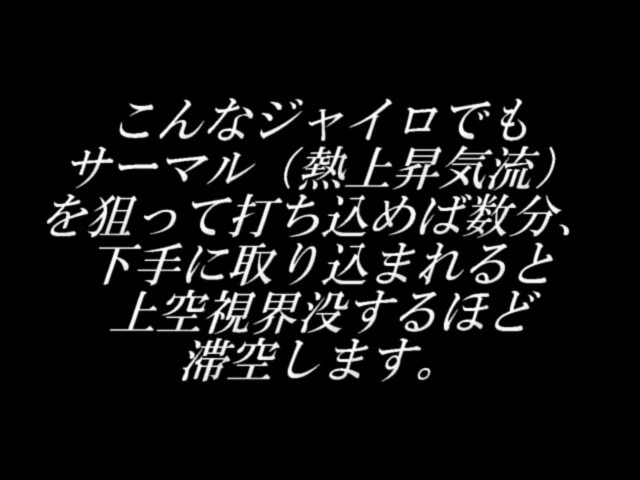 こんなジャイロでも
サーマル（熱上昇気流）
を狙って打ち込めば数分、
下手に取り込まれると
上空視界没するほど
滞空します。